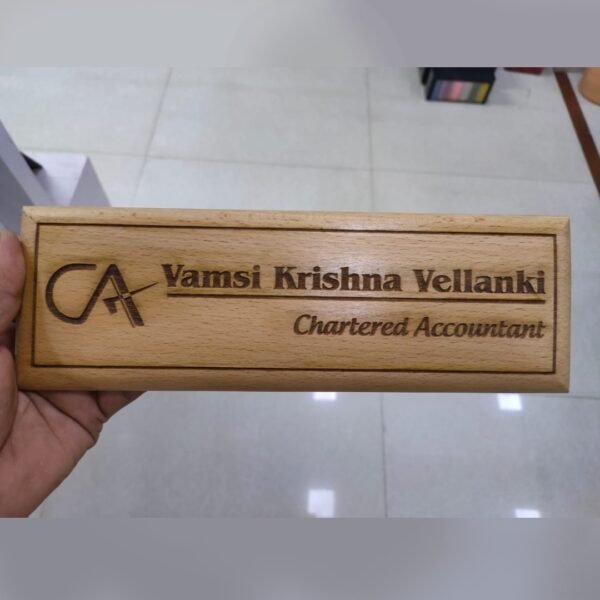 CA
Vamsi Krishna Vellanki
Chartered Accountant